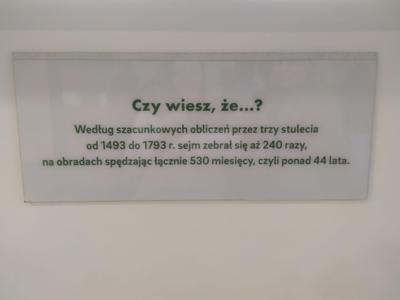 Czy wiesz, że...?
Według szacunkowych obliczeń przez trzy stulecia
od 1493 do 1793 r. sejm zebrał się aż 240 razy,
na obradach spędzając łącznie 530 miesięcy, czyli ponad 44 lata.